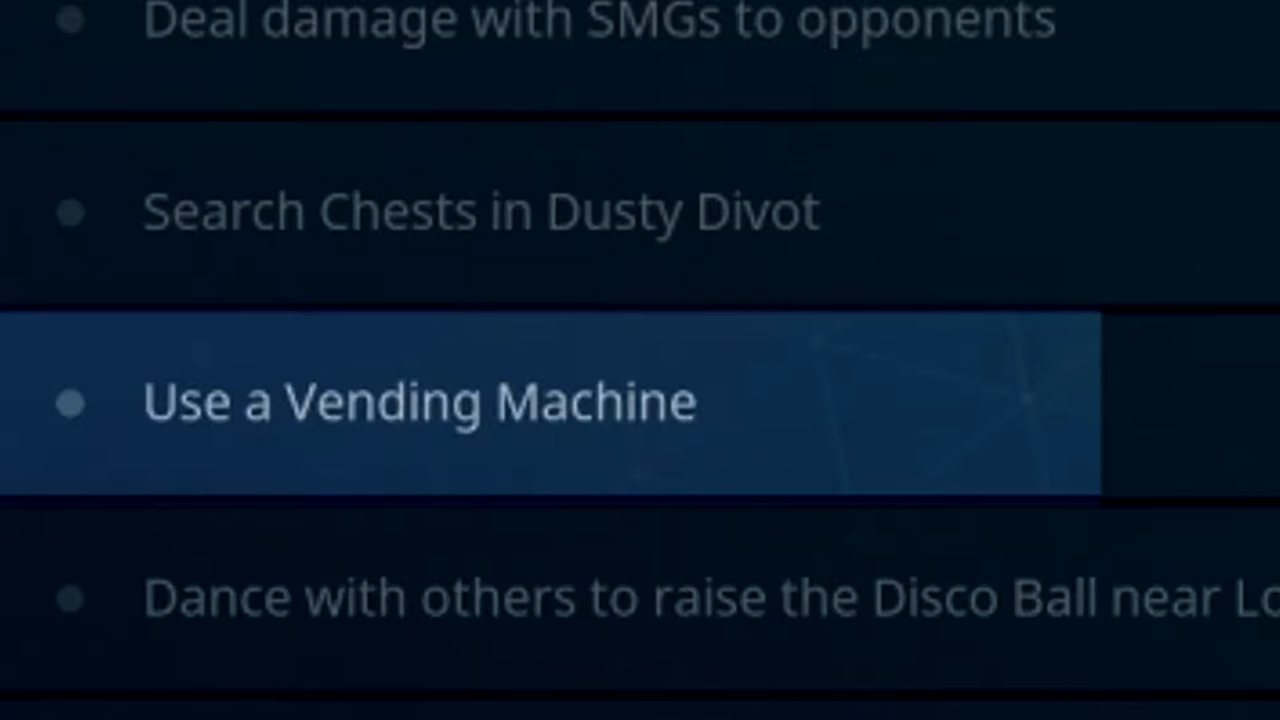 Deal damage with SMGs to opponents
Search Chests in Dusty Divot
Use a Vending Machine
Dance with others to raise the Disco Ball near